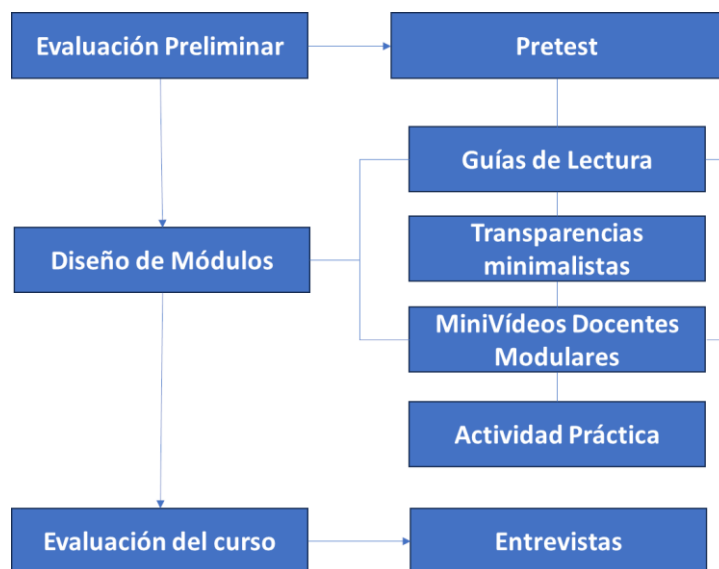 Evaluación Preliminar
Pretest
Guías de Lectura
Transparencias
minimalistas
Diseño de Módulos
MiniVídeos Docentes
Modulares
Actividad Práctica
Evaluación del curso
Entrevistas